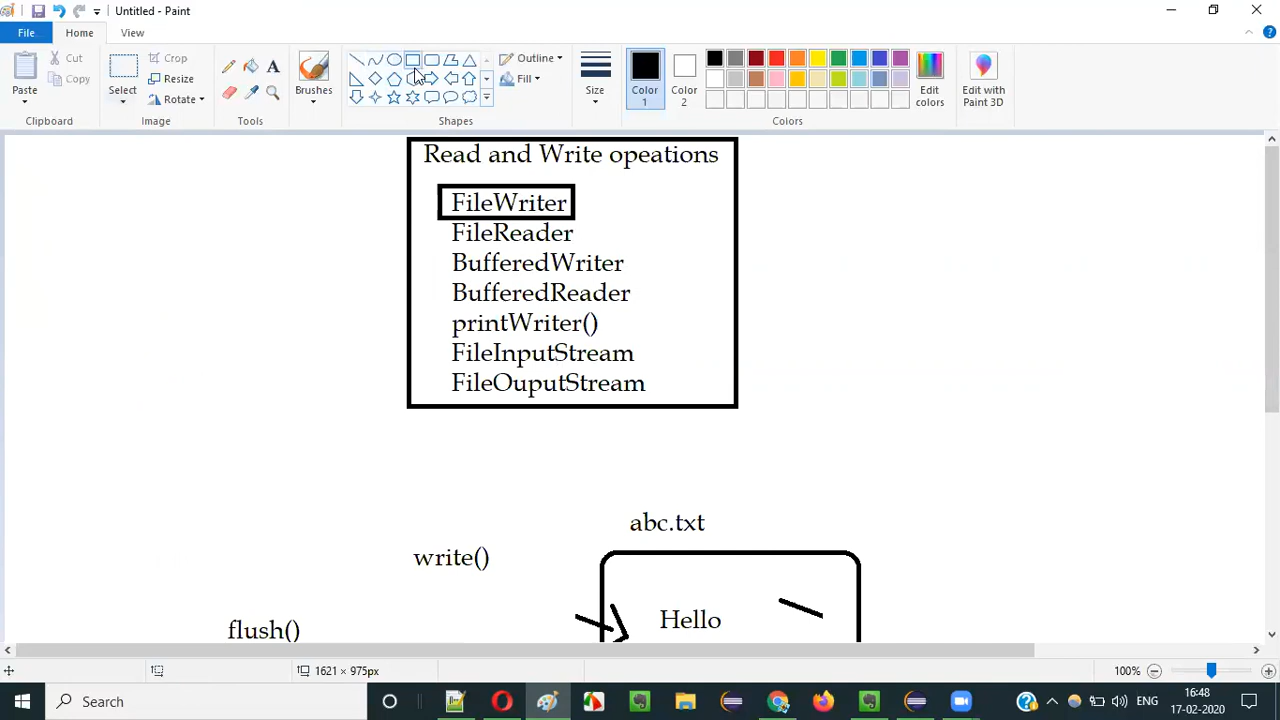 Untitled - Paint
File
Home
View
Paste
Cut
Copy
Clipboard
Select
Crop
Resize
Rotate
Image
A
Tools
Brushes
Outline
Fill
Shapes
Size
Color 1
Color 2
Edit colors
Edit with Paint 3D
Colors
Read and Write opeations
FileWriter
FileReader
BufferedWriter
BufferedReader
printWriter()
FileInputStream
FileOuputStream
abc.txt
write()
Hello
flush()
1621 × 975px
100%
Search
ENG
16:48
17-02-2020